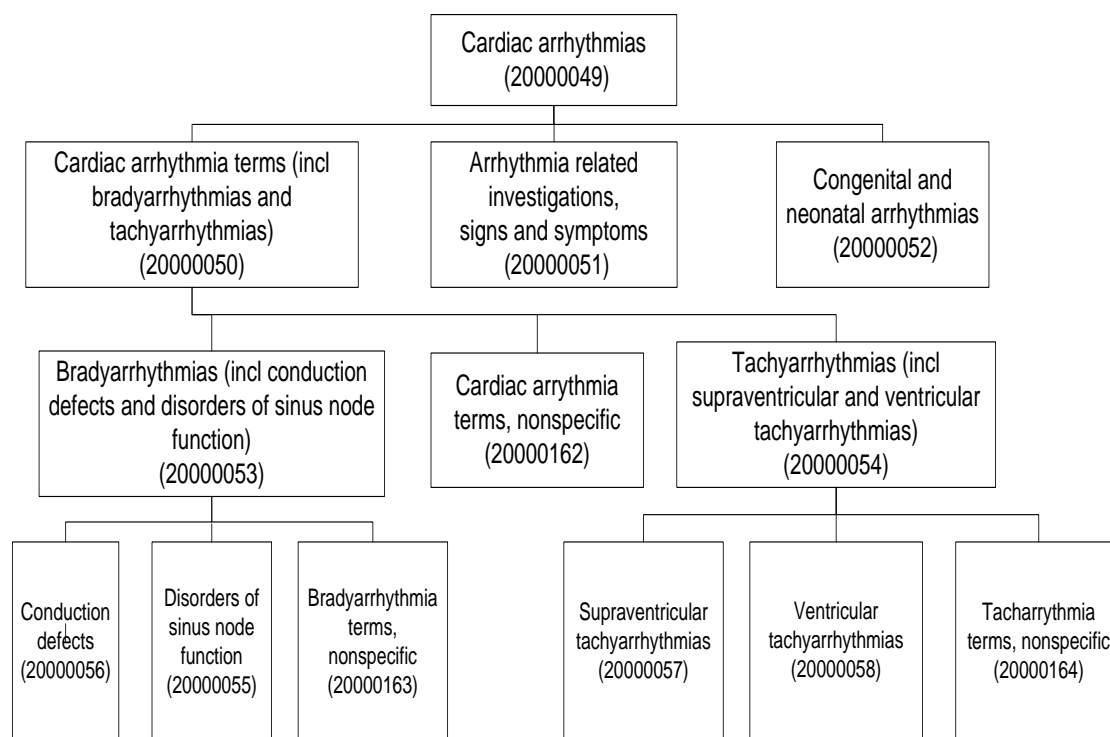 Cardiac arrhythmias
(20000049)
Cardiac arrhythmia terms (incl
bradyarrhythmias and
tachyarrhythmias)
(20000050)
Arrhythmia related
investigations,
signs and symptoms
(20000051)
Congenital and
neonatal arrhythmias
(20000052)
Bradyarrhythmias (incl conduction
defects and disorders of sinus node
function)
(20000053)
Cardiac arrythmia
terms, nonspecific
(20000162)
Tachyarrhythmias (incl
supraventricular and ventricular
tachyarrhythmias)
(20000054)
Conduction
defects
(20000056)
Disorders of
sinus node
function
(20000055)
Bradyarrhythmia
terms,
nonspecific
(20000163)
Supraventricular
tachyarrhythmias
(20000057)
Ventricular
tachyarrhythmias
(20000058)
Tacharrythmia
terms, nonspecific
(20000164)